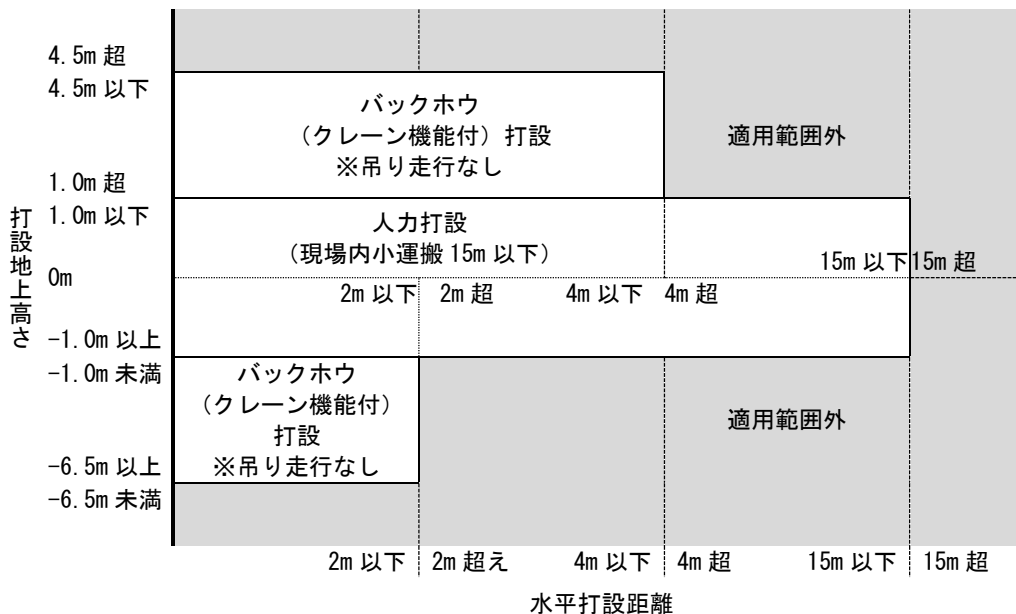 4.5m 超
4.5m 以下
バックホウ
（クレーン機能付）打設
※吊り走行なし
適用範囲外
1.0m 超
1.0m 以下
打設地上高さ
人力打設
（現場内小運搬 15m 以下）
15m 以下 15m 超
0m
2m 以下 2m 超 4m 以下 4m 超
-1.0m 以上
-1.0m 未満
バックホウ
（クレーン機能付）
打設
※吊り走行なし
適用範囲外
-6.5m 以上
-6.5m 未満
2m 以下 2m 超え 4m 以下 4m 超 15m 以下 15m 超
水平打設距離